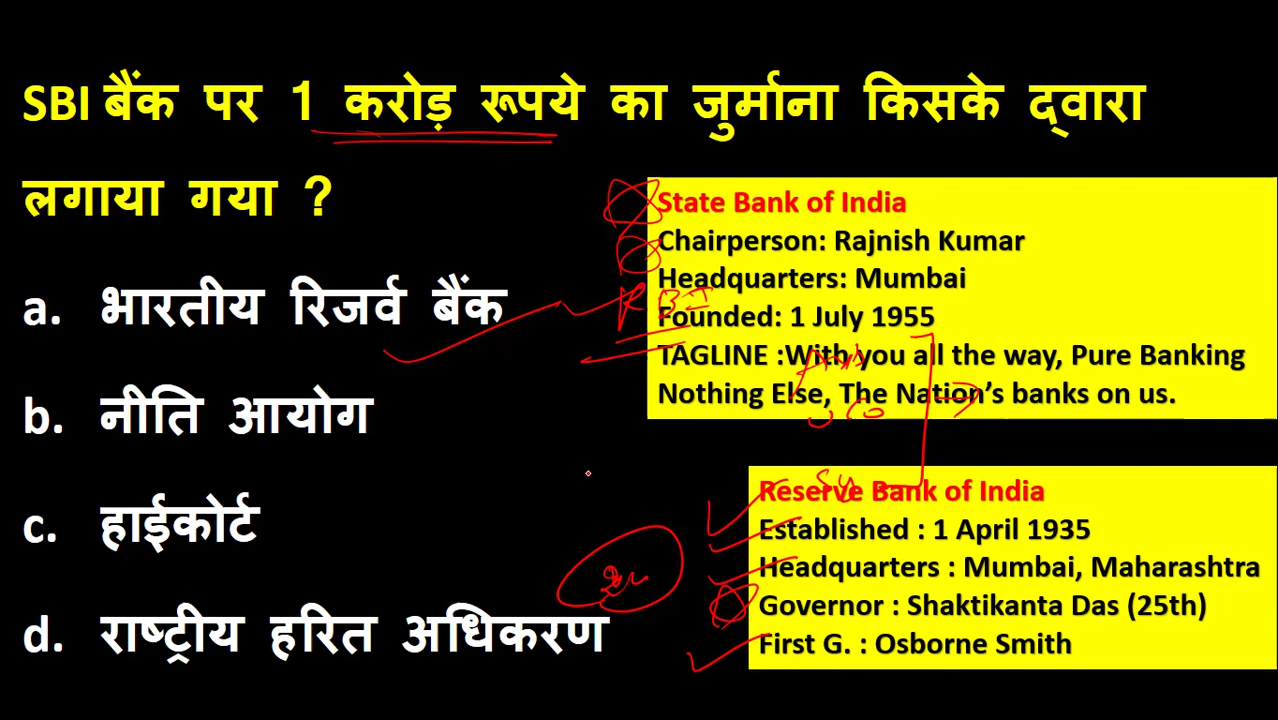 SBI बैंक पर 1 करोड़ रूपये का जुर्माना किसके द्वारा
लगाया गया ?
a. भारतीय रिजर्व बैंक
b. नीति आयोग
c. हाईकोर्ट
d. राष्ट्रीय हरित अधिकरण
State Bank of India
Chairperson: Rajnish Kumar
Headquarters: Mumbai
RBI
Founded: 1 July 1955
TAGLINE :With you all the way, Pure Banking
Nothing Else, The Nation’s banks on us.
Reserve Bank of India
Established : 1 April 1935
Headquarters : Mumbai, Maharashtra
Governor : Shaktikanta Das (25th)
First G. : Osborne Smith